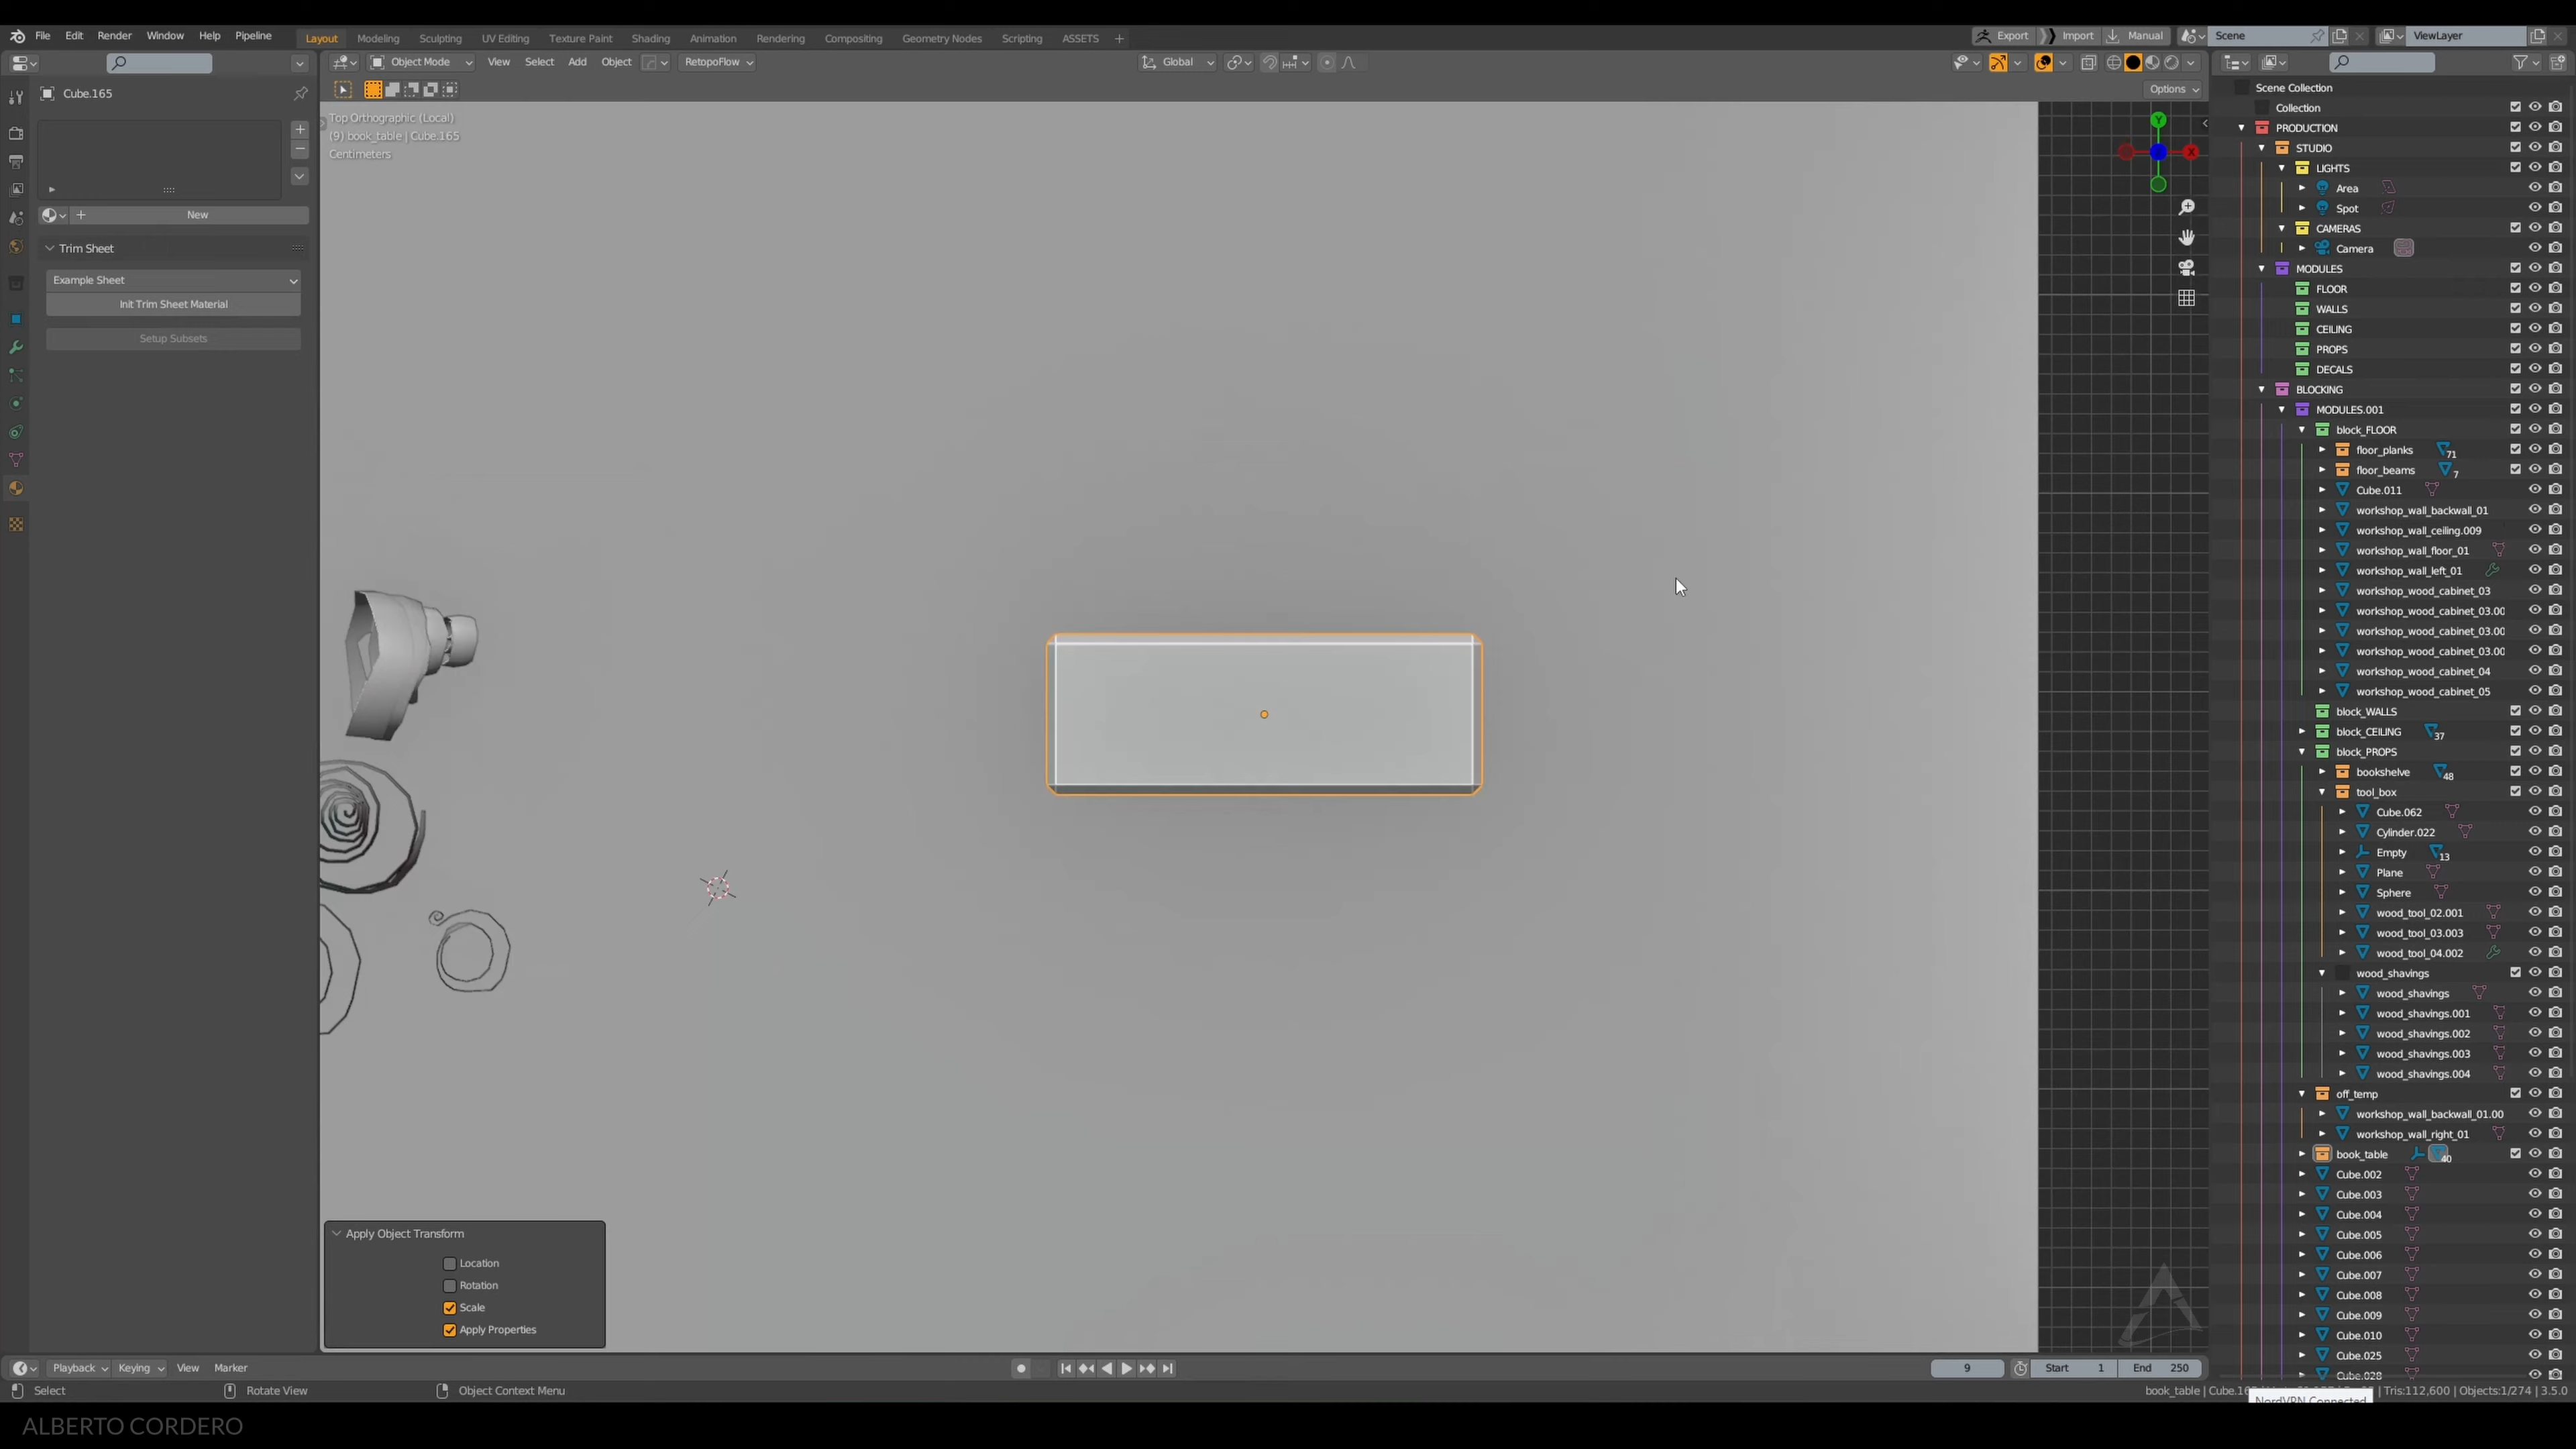 File Edit Render Window Help Pipeline
Layout Modeling Sculpting UV Editing Texture Paint Shading Animation Rendering Compositing Geometry Nodes Scripting ASSETS +
Export Import Manual Scene ViewLayer
Object Mode View Select Add Object RetopoFlow Global
Options
Cube.165
New
Trim Sheet
Example Sheet
Init Trim Sheet Material
Setup Subsets
Top Orthographic (Local)
(9) book_table | Cube.165
Centimeters
Y
X
Apply Object Transform
Location
Rotation
Scale
Apply Properties
Scene Collection
Collection
PRODUCTION
STUDIO
LIGHTS
Area
Spot
CAMERAS
Camera
MODULES
FLOOR
WALLS
CEILING
PROPS
DECALS
BLOCKING
MODULES.001
block_FLOOR
floor_planks 71
floor_beams 7
Cube.011
workshop_wall_backwall_01
workshop_wall_ceiling.009
workshop_wall_floor_01
workshop_wall_left_01
workshop_wood_cabinet_03
workshop_wood_cabinet_03.00
workshop_wood_cabinet_03.00
workshop_wood_cabinet_03.00
workshop_wood_cabinet_04
workshop_wood_cabinet_05
block_WALLS
block_CEILING 37
block_PROPS
bookshelve 48
tool_box
Cube.062
Cylinder.022
Empty 13
Plane
Sphere
wood_tool_02.001
wood_tool_03.003
wood_tool_04.002
wood_shavings
wood_shavings
wood_shavings.001
wood_shavings.002
wood_shavings.003
wood_shavings.004
off_temp
workshop_wall_backwall_01.00
workshop_wall_right_01
book_table 40
Cube.002
Cube.003
Cube.004
Cube.005
Cube.006
Cube.007
Cube.008
Cube.009
Cube.010
Cube.025
Cube.028
Playback Keying View Marker 9 Start 1 End 250
Select Rotate View Object Context Menu
book_table | Cube.16 Tris:112,600 | Objects:1/274 | 3.5.0
NordVPN Connected
ALBERTO CORDERO